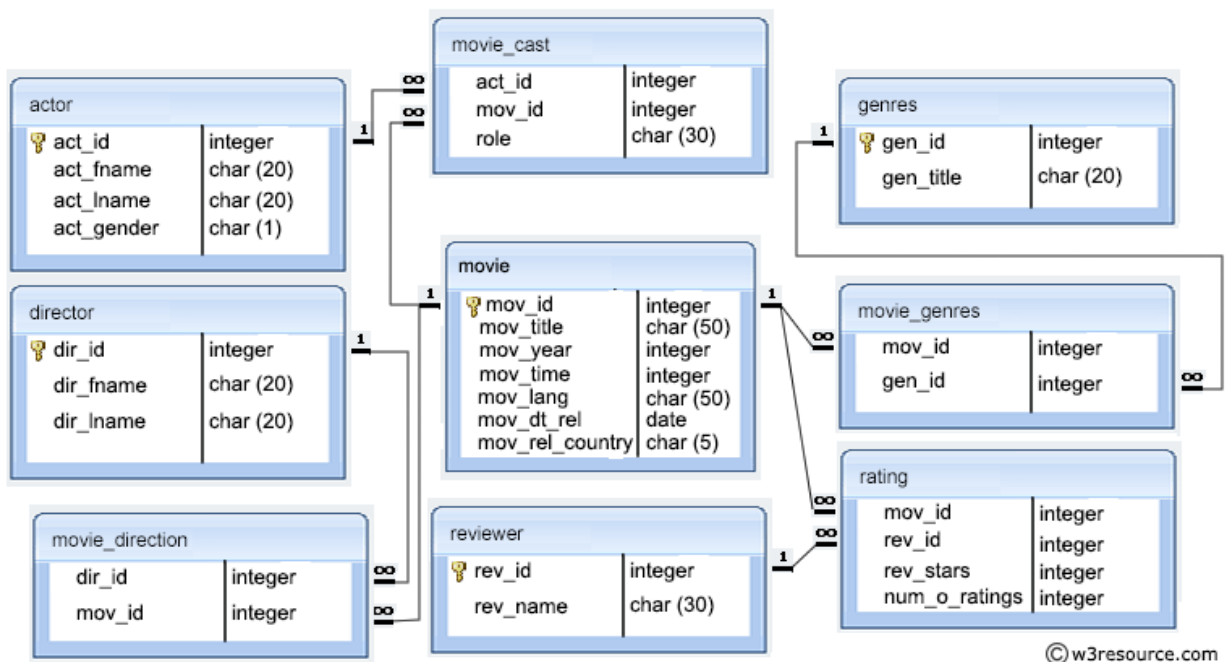 movie_cast
act_id integer
mov_id integer
role char (30)
actor
act_id integer
act_fname char (20)
act_lname char (20)
act_gender char (1)
genres
gen_id integer
gen_title char (20)
movie
mov_id integer
mov_title char (50)
mov_year integer
mov_time integer
mov_lang char (50)
mov_dt_rel date
mov_rel_country char (5)
director
dir_id integer
dir_fname char (20)
dir_lname char (20)
movie_genres
mov_id integer
gen_id integer
movie_direction
dir_id integer
mov_id integer
reviewer
rev_id integer
rev_name char (30)
rating
mov_id integer
rev_id integer
rev_stars integer
num_o_ratings integer
1 ∞
1 ∞
1 ∞
1 ∞
1 ∞
1 ∞
∞
∞
© w3resource.com